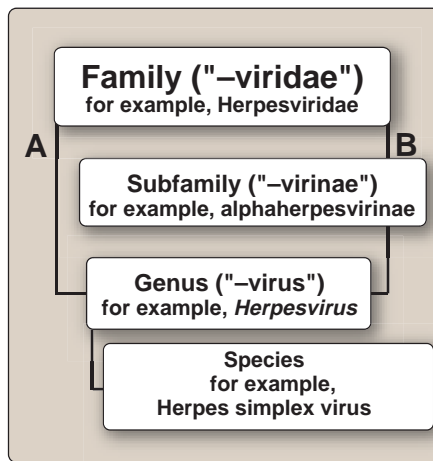 Family ("–viridae")
for example, Herpesviridae
A
B
Subfamily ("–virinae")
for example, alphaherpesvirinae
Genus ("–virus")
for example, Herpesvirus
Species
for example,
Herpes simplex virus